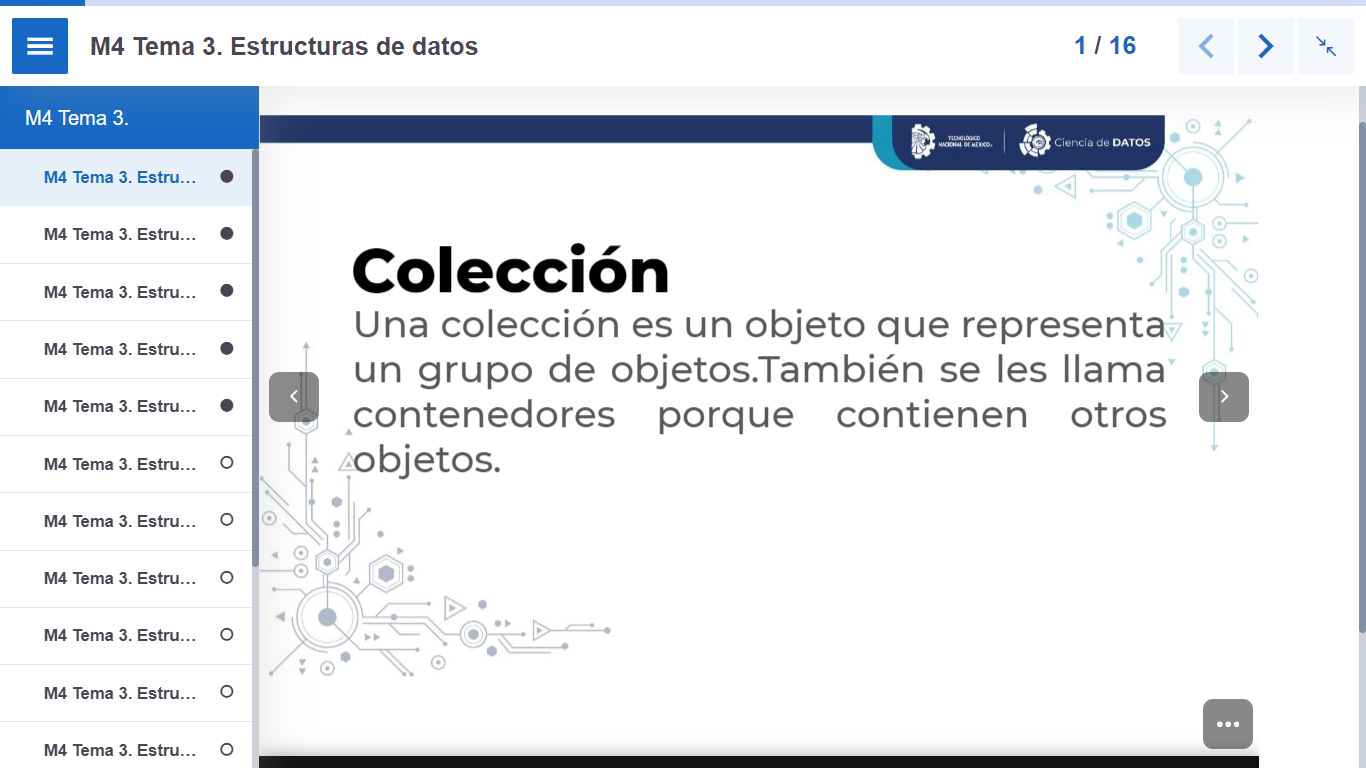 M4 Tema 3. Estructuras de datos
1 / 16
M4 Tema 3.
M4 Tema 3. Estru...
M4 Tema 3. Estru...
M4 Tema 3. Estru...
M4 Tema 3. Estru...
M4 Tema 3. Estru...
M4 Tema 3. Estru...
M4 Tema 3. Estru...
M4 Tema 3. Estru...
M4 Tema 3. Estru...
M4 Tema 3. Estru...
M4 Tema 3. Estru...
TECNOLÓGICO
NACIONAL DE MÉXICO
Ciencia de DATOS
Colección
Una colección es un objeto que representa
un grupo de objetos.También se les llama
contenedores porque contienen otros
objetos.